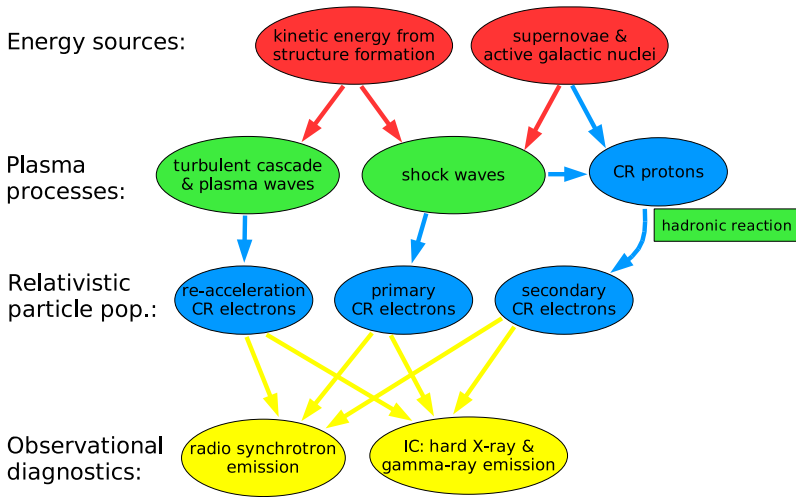 Energy sources:
kinetic energy from
structure formation
supernovae &
active galactic nuclei
Plasma
processes:
turbulent cascade
& plasma waves
shock waves
CR protons
hadronic reaction
Relativistic
particle pop.:
re-acceleration
CR electrons
primary
CR electrons
secondary
CR electrons
Observational
diagnostics:
radio synchrotron
emission
IC: hard X-ray &
gamma-ray emission